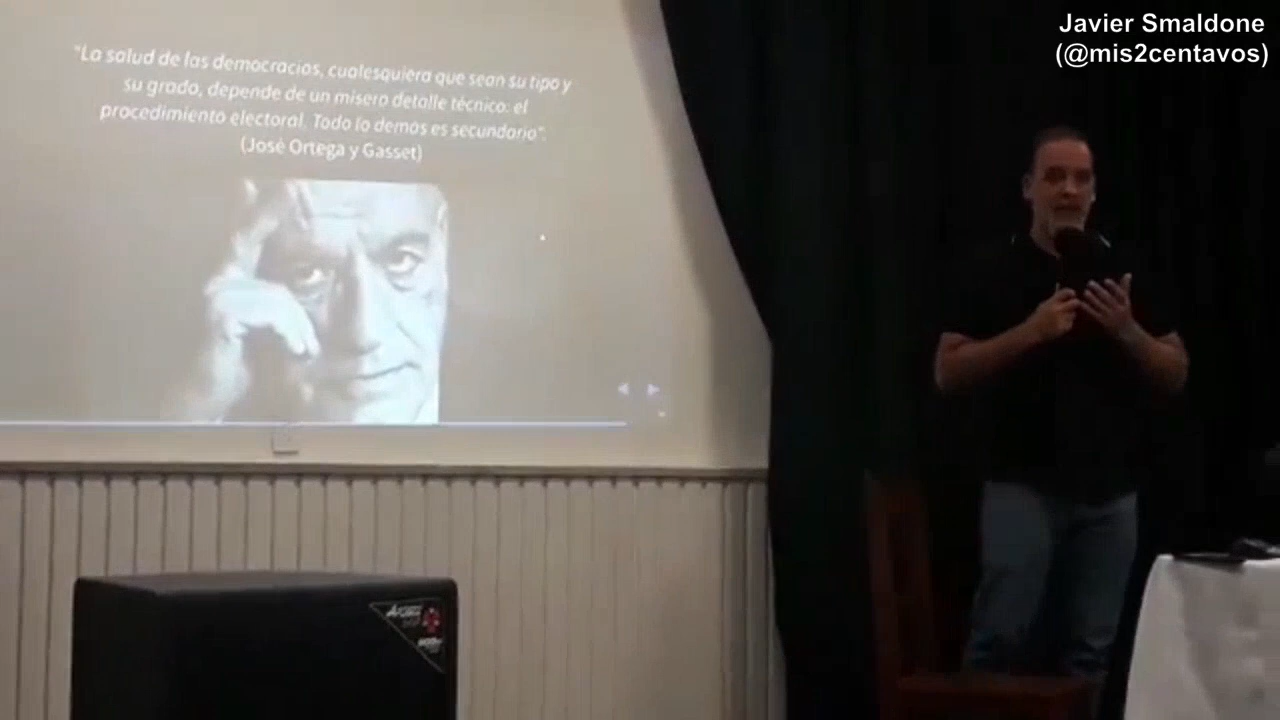 Javier Smaldone
(@mis2centavos)
"La salud de las democracias, cualesquiera que sean su tipo y
su grado, depende de un mísero detalle técnico: el
procedimiento electoral. Todo lo demás es secundario".
(José Ortega y Gasset)